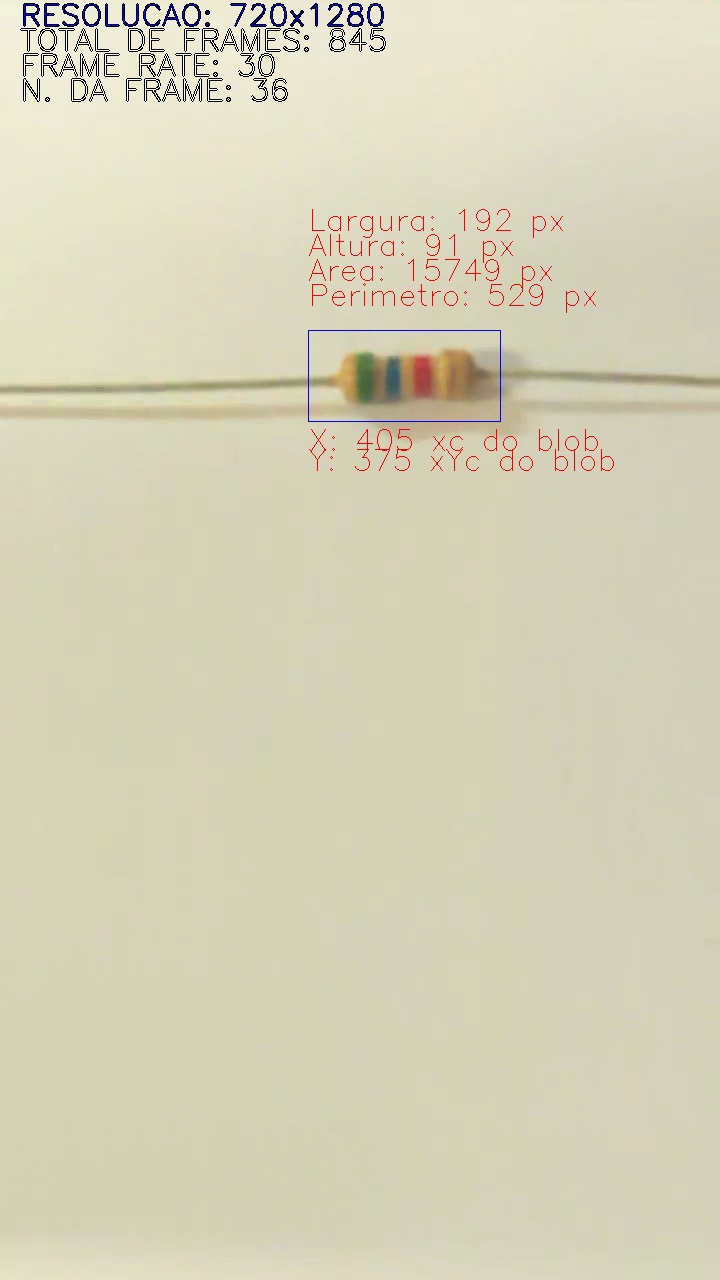 RESOLUCAO: 720x1280
TOTAL DE FRAMES: 845
FRAME RATE: 30
N. DA FRAME: 36
Largura: 192 px
Altura: 91 px
Area: 15749 px
Perimetro: 529 px
X: 405 xc do blob
Y: 375 xYc do blob